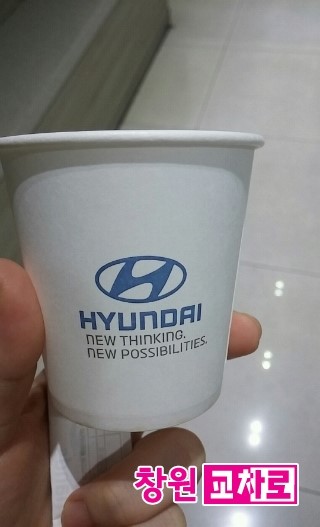 HYUNDAI
NEW THINKING.
NEW POSSIBILITIES.
창원 교차로